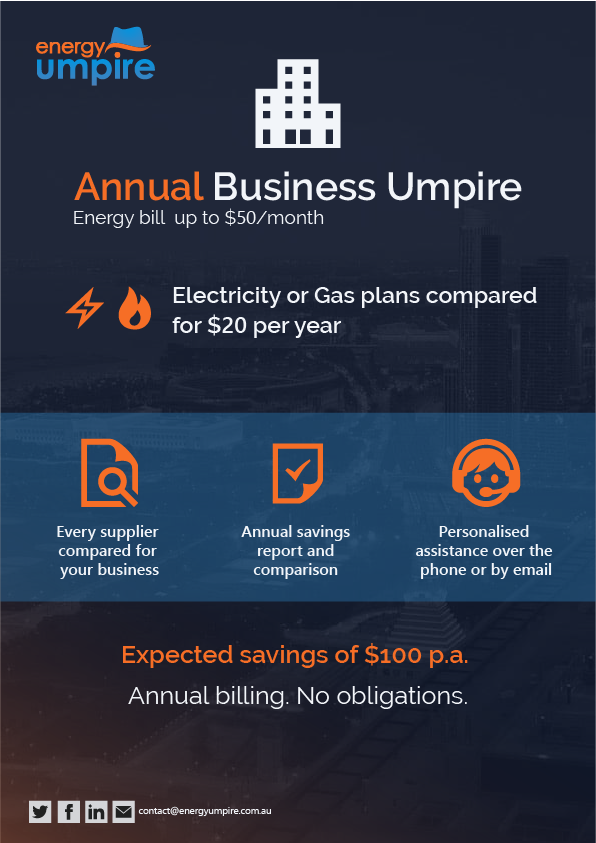 energy
umpire
Annual Business Umpire
Energy bill up to $50/month
Electricity or Gas plans compared
for $20 per year
Every supplier
compared for
your business
Annual savings
report and
comparison
Personalised
assistance over the
phone or by email
Expected savings of $100 p.a.
Annual billing. No obligations.
contact@energyumpire.com.au